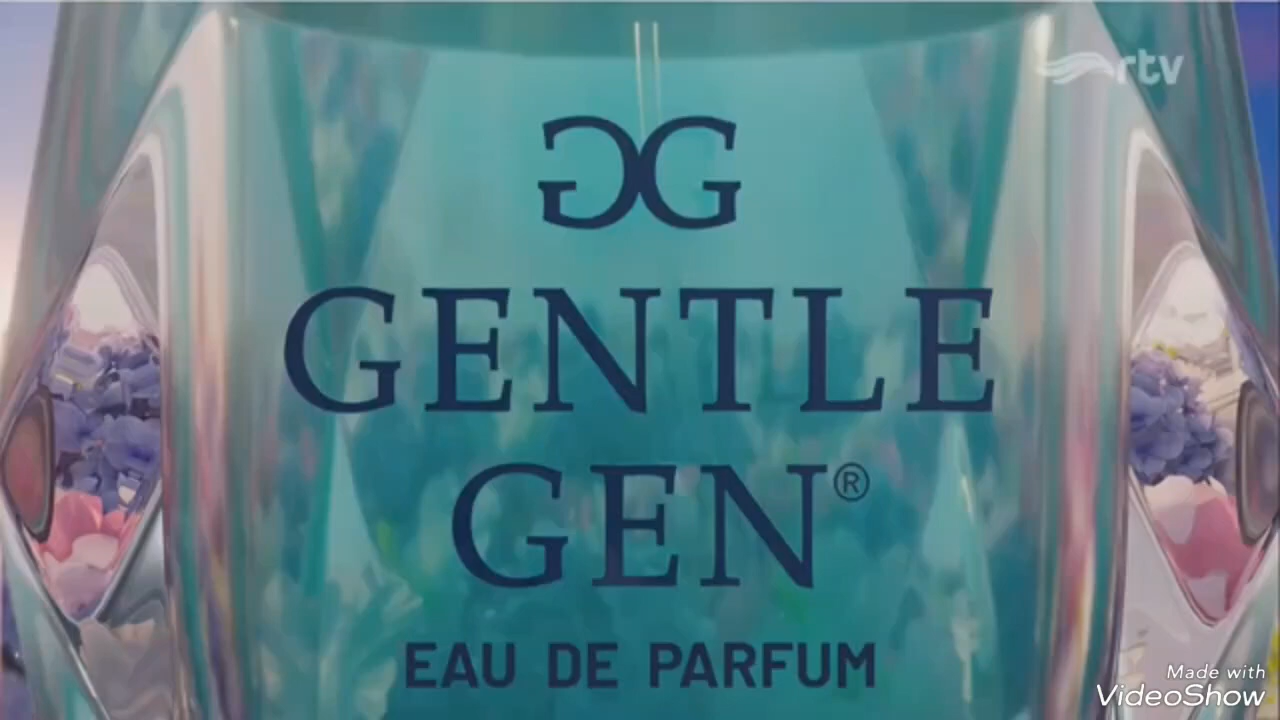 rtv
GG
GENTLE
GEN®
EAU DE PARFUM
Made with
VideoShow